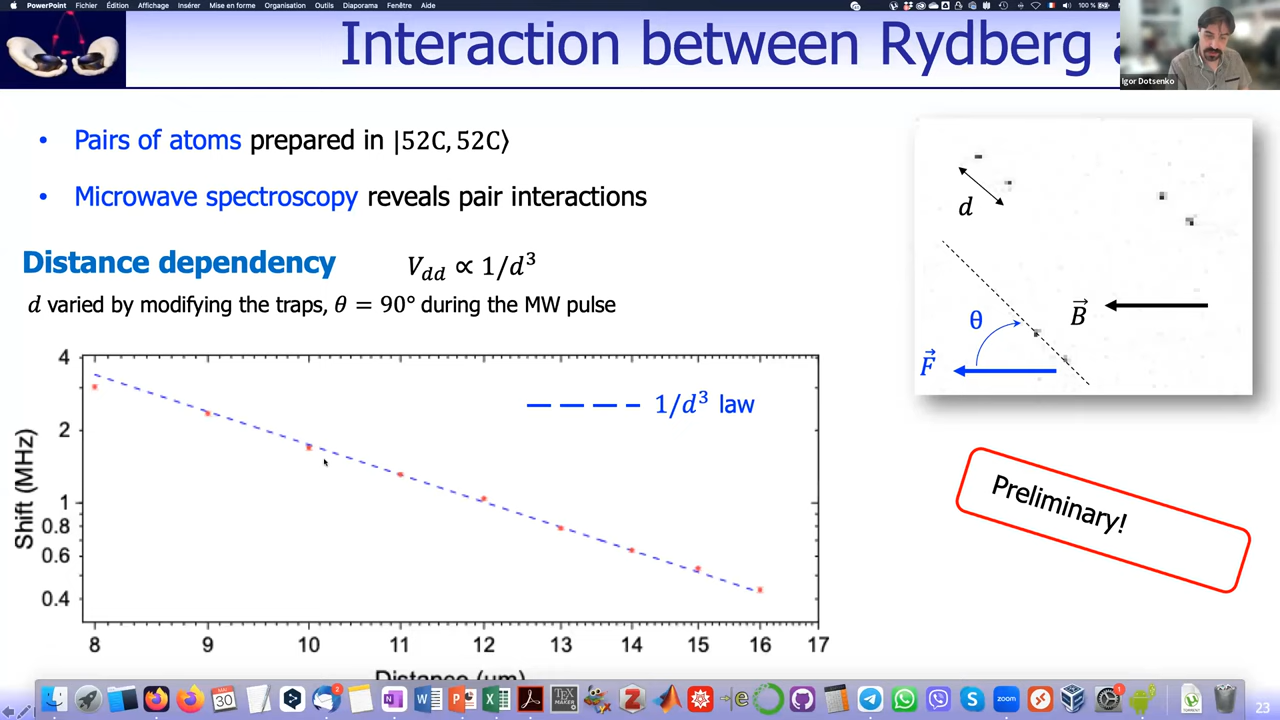 PowerPoint Fichier Édition Affichage Insertion Mise en forme Organisation Outils Diaporama Fenêtre Aide 100 %
Interaction between Rydberg
Igor Dotsenko
• Pairs of atoms prepared in |52C, 52C⟩
• Microwave spectroscopy reveals pair interactions
Distance dependency V_dd ∝ 1/d³
d varied by modifying the traps, θ = 90° during the MW pulse
d
θ
B⃗
F⃗
1/d³ law
Shift (MHz)
4
2
1
0.8
0.6
0.4
8 9 10 11 12 13 14 15 16 17
Distance (μm)
Preliminary!
30
23